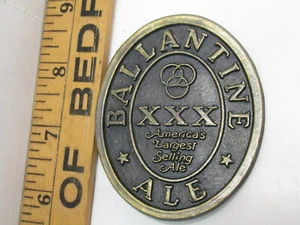 BALLANTINE
XXX
America's
Largest
Selling
Ale
ALE
OF BEDF
9
8
7
6